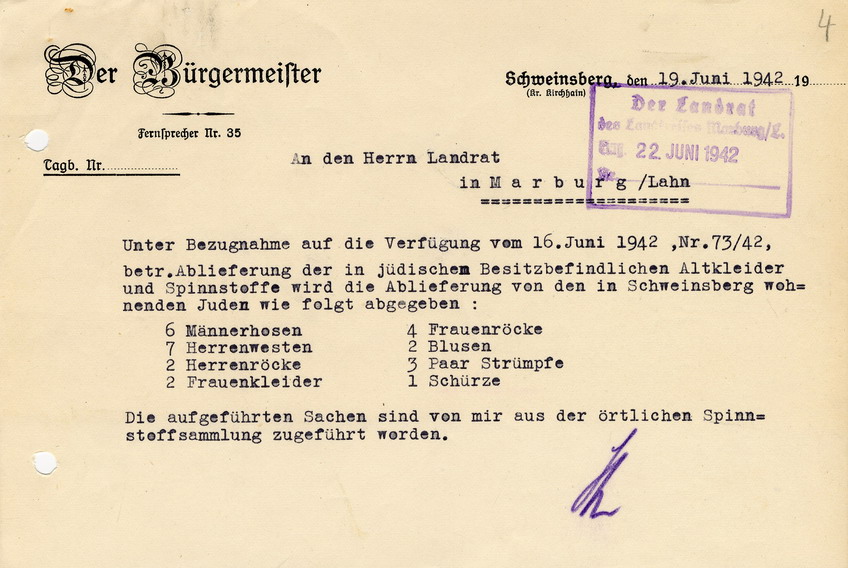 4
Der Bürgermeister
Schweinsberg, den 19.Juni 1942 19
(Kr. Kirchhain)
Fernsprecher Nr. 35
Tagb. Nr.
Der Landrat
des Landkreises Marburg/L.
Eing. 22. JUNI 1942
Nr.
An den Herrn Landrat
in M a r b u r g /Lahn
==================
Unter Bezugnahme auf die Verfügung vom 16.Juni 1942 ,Nr.73/42,
betr.Ablieferung der in jüdischem Besitzbefindlichen Altkleider
und Spinnstoffe wird die Ablieferung von den in Schweinsberg woh=
nenden Juden wie folgt abgegeben :
6 Männerhosen 4 Frauenröcke
7 Herrenwesten 2 Blusen
2 Herrenröcke 3 Paar Strümpfe
2 Frauenkleider 1 Schürze
Die aufgeführten Sachen sind von mir aus der örtlichen Spinn=
stoffsammlung zugeführt worden.